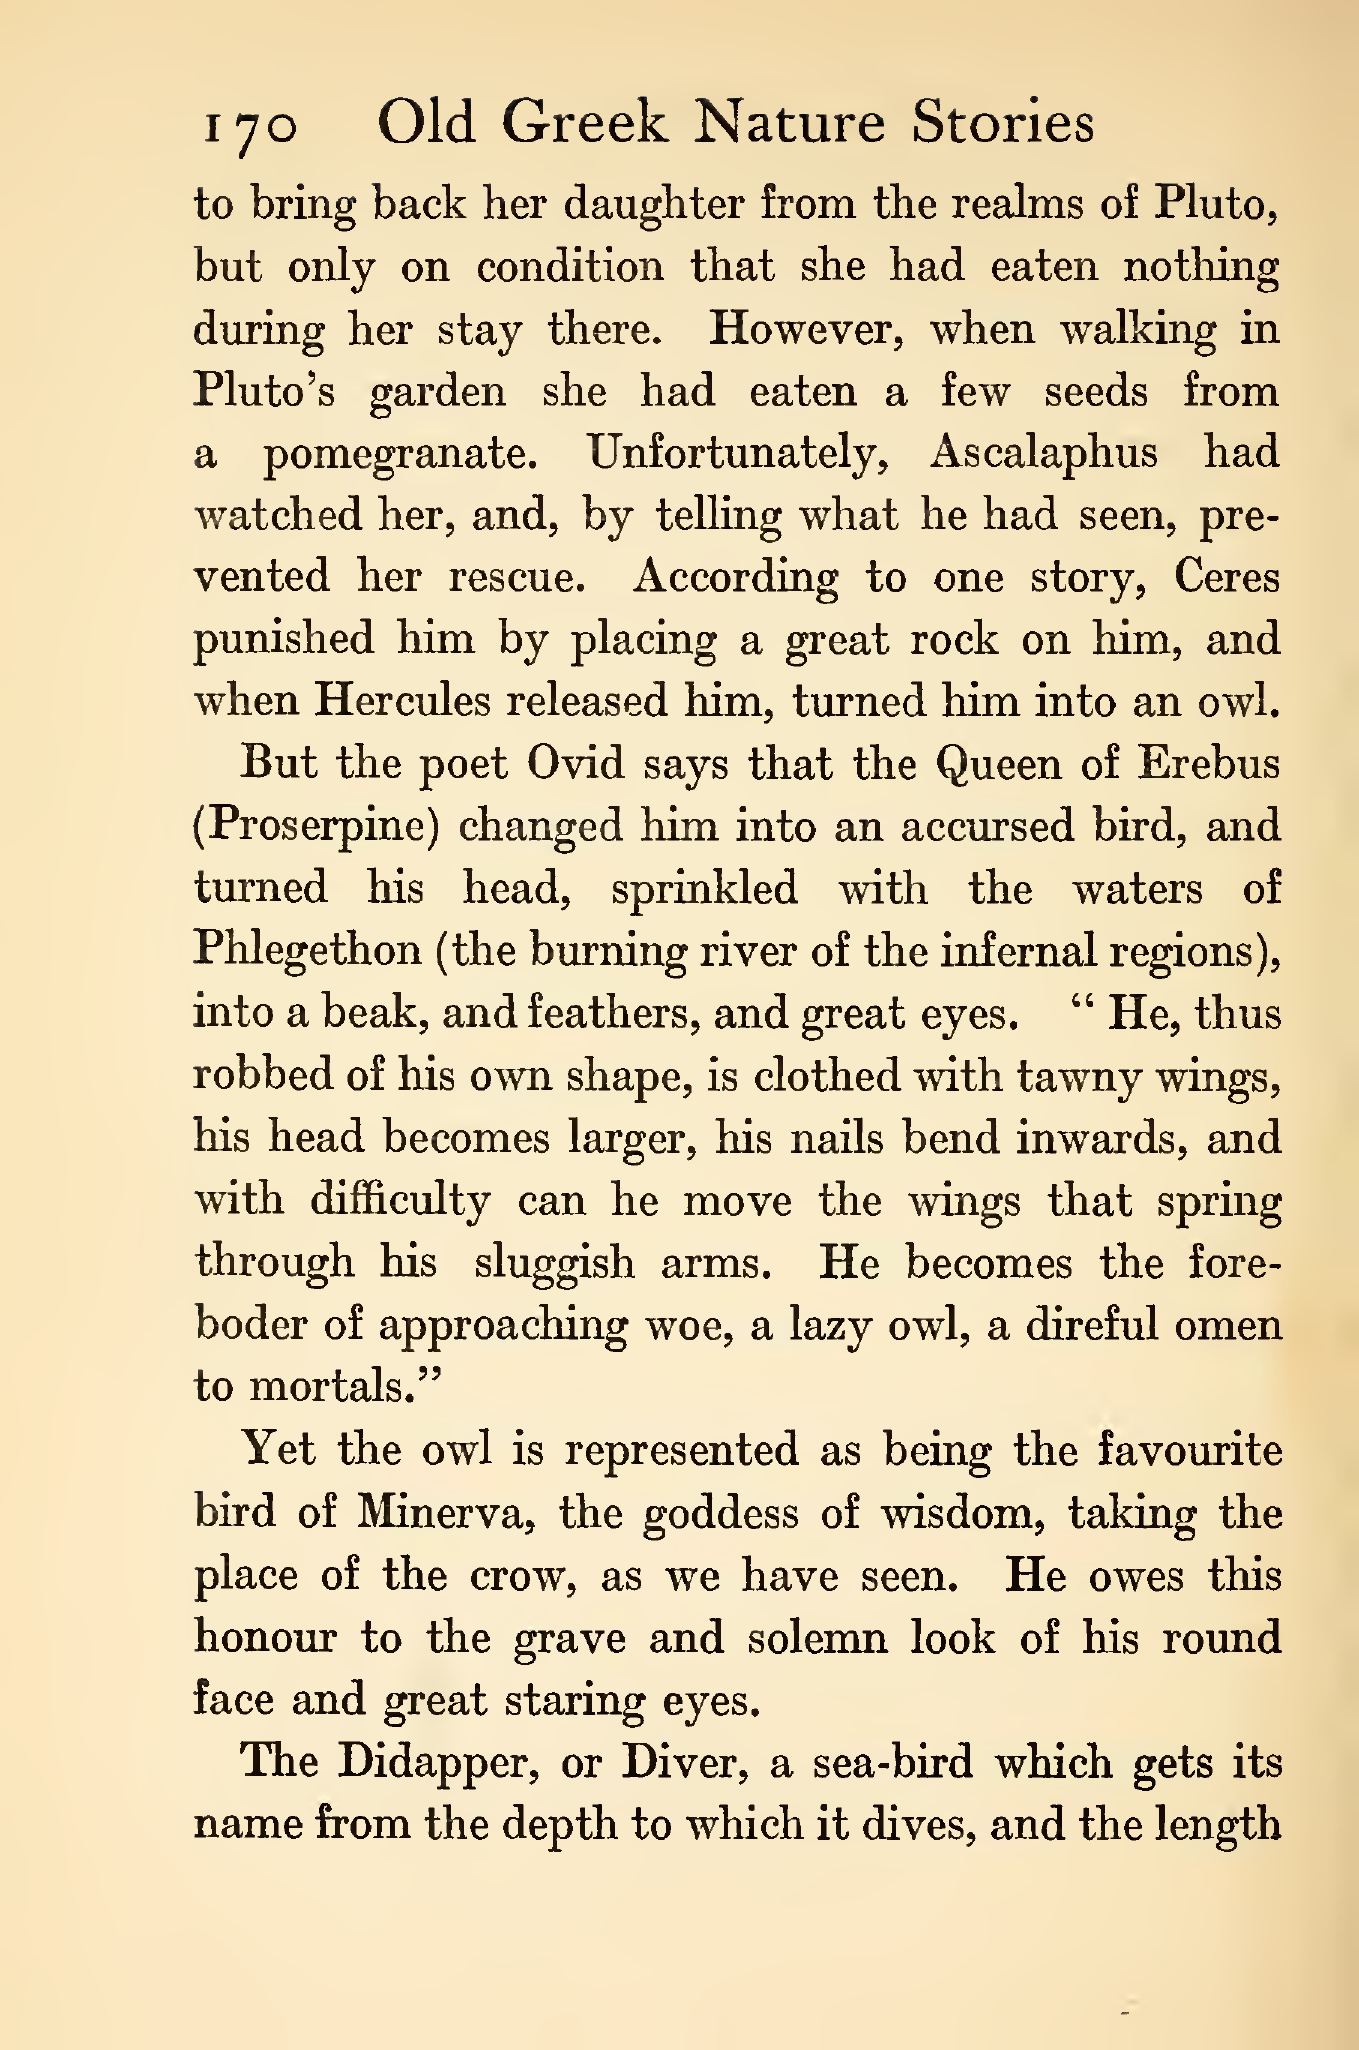 170 Old Greek Nature Stories
to bring back her daughter from the realms of Pluto,
but only on condition that she had eaten nothing
during her stay there. However, when walking in
Pluto's garden she had eaten a few seeds from
a pomegranate. Unfortunately, Ascalaphus had
watched her, and, by telling what he had seen, pre-
vented her rescue. According to one story, Ceres
punished him by placing a great rock on him, and
when Hercules released him, turned him into an owl.
But the poet Ovid says that the Queen of Erebus
(Proserpine) changed him into an accursed bird, and
turned his head, sprinkled with the waters of
Phlegethon (the burning river of the infernal regions),
into a beak, and feathers, and great eyes. “ He, thus
robbed of his own shape, is clothed with tawny wings,
his head becomes larger, his nails bend inwards, and
with difficulty can he move the wings that spring
through his sluggish arms. He becomes the fore-
boder of approaching woe, a lazy owl, a direful omen
to mortals.”
Yet the owl is represented as being the favourite
bird of Minerva, the goddess of wisdom, taking the
place of the crow, as we have seen. He owes this
honour to the grave and solemn look of his round
face and great staring eyes.
The Didapper, or Diver, a sea-bird which gets its
name from the depth to which it dives, and the length